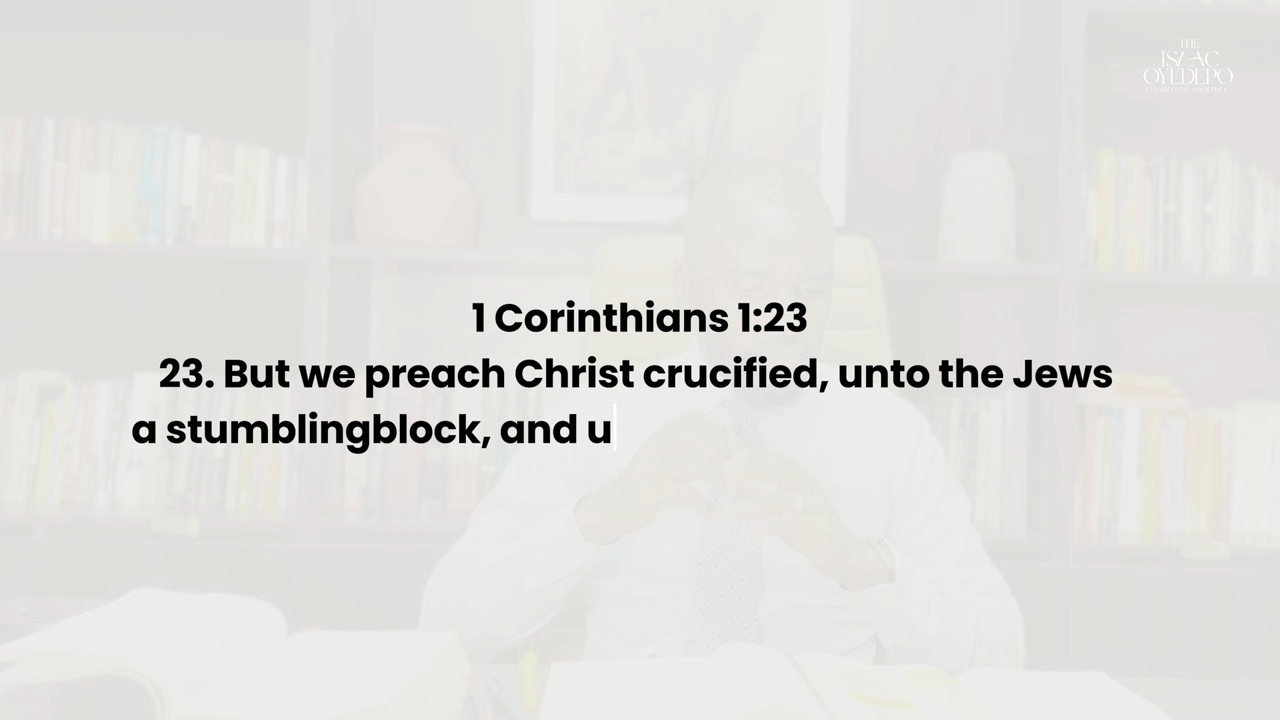 THE
ISAAC
OYEDEPO
1 Corinthians 1:23
23. But we preach Christ crucified, unto the Jews
a stumblingblock, and u